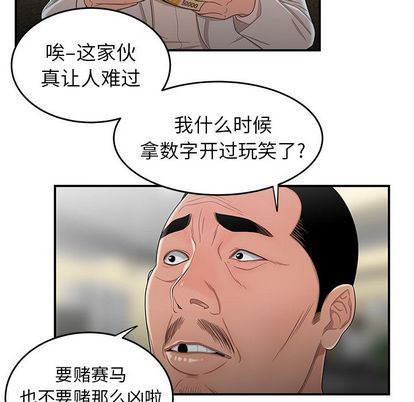 50000
唉–这家伙
真让人难过
我什么时候
拿数字开过玩笑了?
要赌赛马
也不要赌那么凶啦